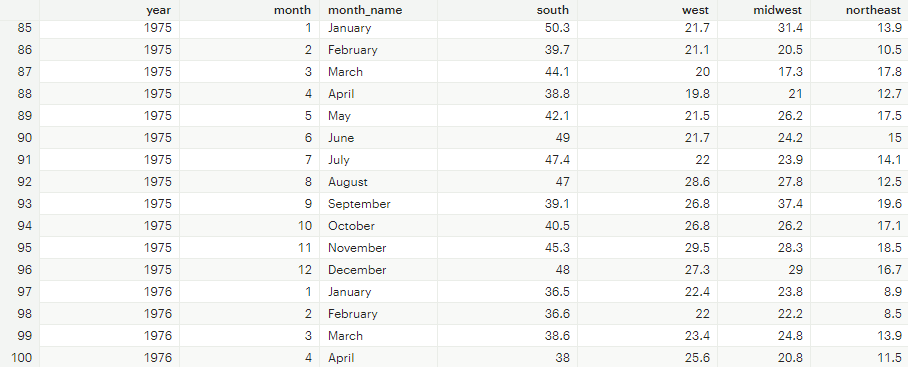 year month month_name south west midwest northeast
85 1975 1 January 50.3 21.7 31.4 13.9
86 1975 2 February 39.7 21.1 20.5 10.5
87 1975 3 March 44.1 20 17.3 17.8
88 1975 4 April 38.8 19.8 21 12.7
89 1975 5 May 42.1 21.5 26.2 17.5
90 1975 6 June 49 21.7 24.2 15
91 1975 7 July 47.4 22 23.9 14.1
92 1975 8 August 47 28.6 27.8 12.5
93 1975 9 September 39.1 26.8 37.4 19.6
94 1975 10 October 40.5 26.8 26.2 17.1
95 1975 11 November 45.3 29.5 28.3 18.5
96 1975 12 December 48 27.3 29 16.7
97 1976 1 January 36.5 22.4 23.8 8.9
98 1976 2 February 36.6 22 22.2 8.5
99 1976 3 March 38.6 23.4 24.8 13.9
100 1976 4 April 38 25.6 20.8 11.5